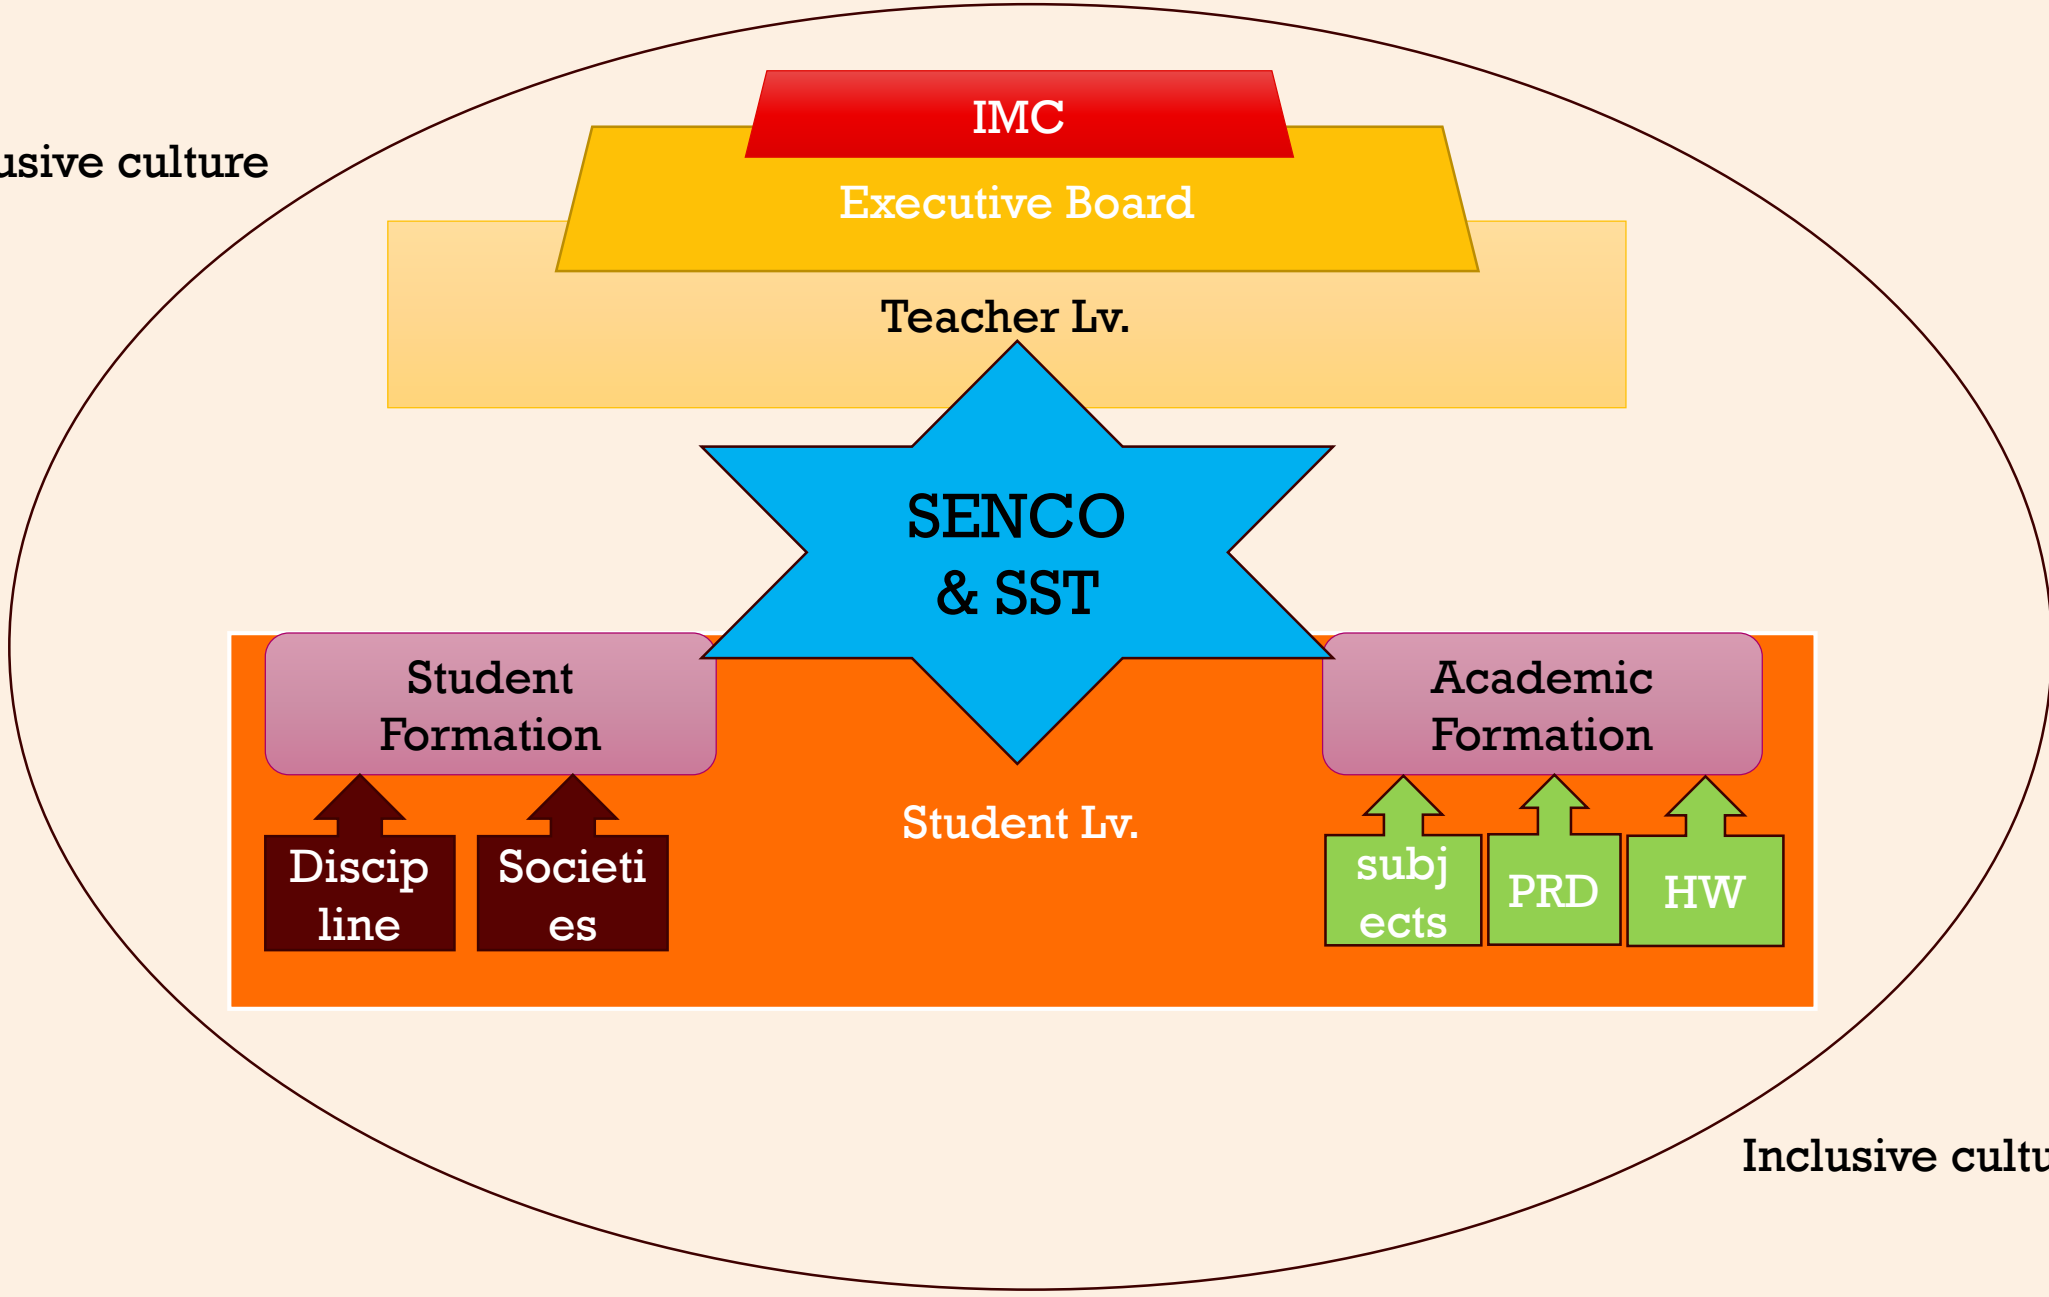 IMC
usive culture
Executive Board
Teacher Lv.
SENCO
& SST
Student
Formation
Academic
Formation
Student Lv.
Discip
line
Societi
es
subj
ects
PRD
HW
Inclusive cultu